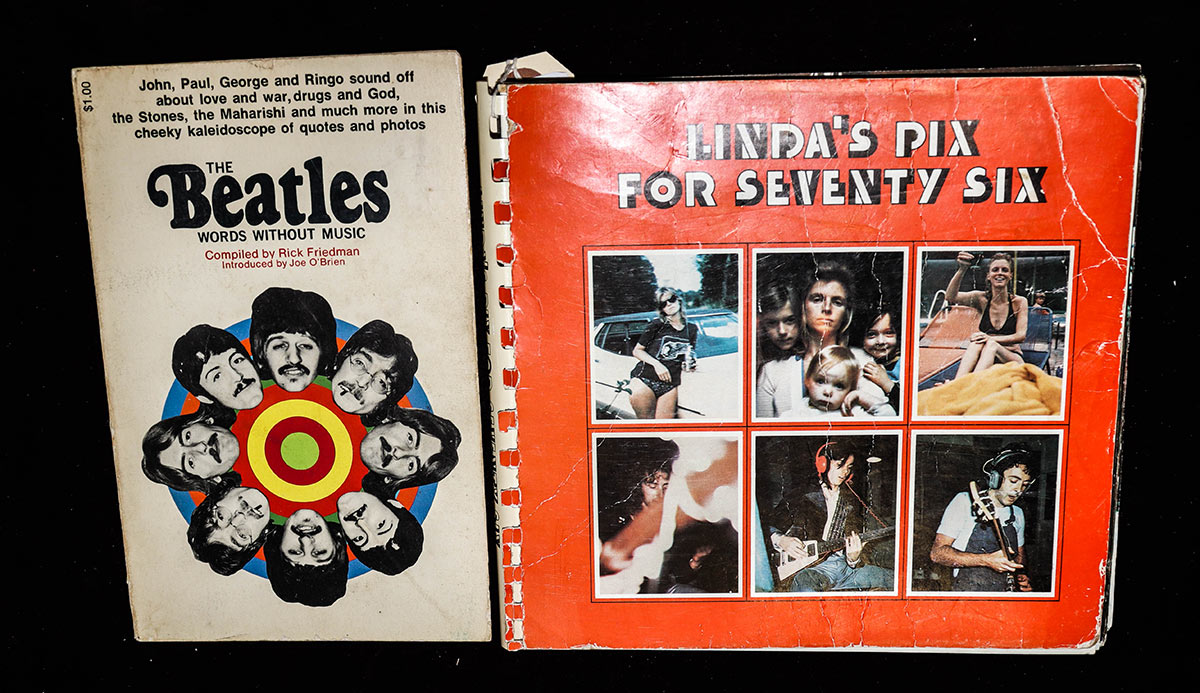 $1.00
John, Paul, George and Ringo sound off
about love and war, drugs and God,
the Stones, the Maharishi and much more in this
cheeky kaleidoscope of quotes and photos
THE
Beatles
WORDS WITHOUT MUSIC
Compiled by Rick Friedman
Introduced by Joe O'Brien
LINDA'S PIX
FOR SEVENTY SIX